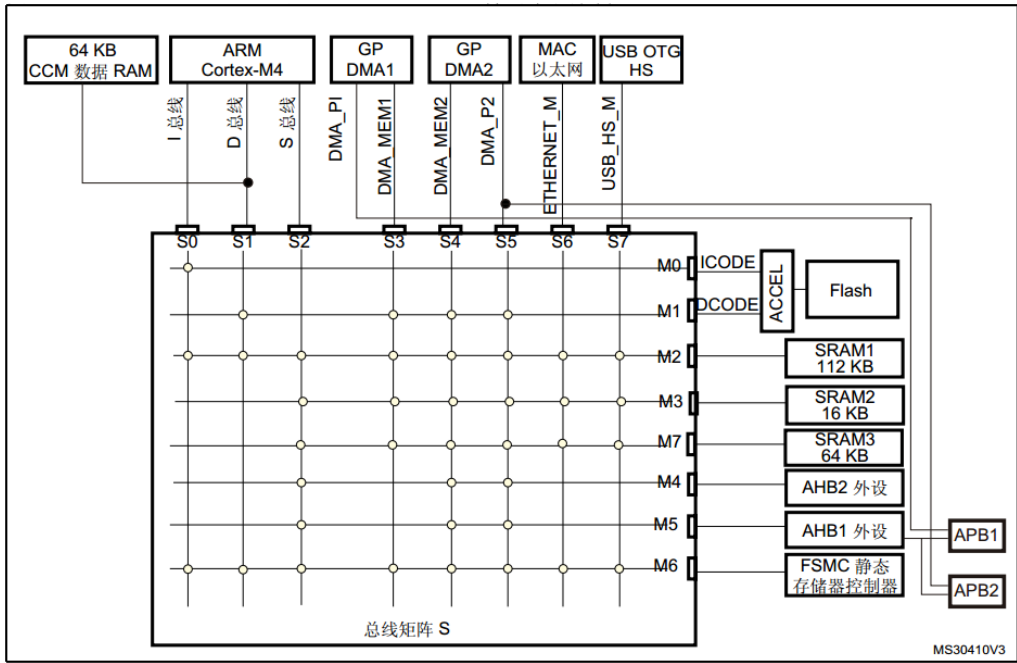 64 KB
CCM 数据 RAM
ARM
Cortex-M4
GP
DMA1
GP
DMA2
MAC
以太网
USB OTG
HS
I 总线
D 总线
S 总线
DMA_PI
DMA_MEM1
DMA_MEM2
DMA_P2
ETHERNET_M
USB_HS_M
S0 S1 S2 S3 S4 S5 S6 S7
M0 ICODE
M1 DCODE
ACCEL
Flash
M2
SRAM1
112 KB
M3
SRAM2
16 KB
M7
SRAM3
64 KB
M4
AHB2 外设
M5
AHB1 外设
APB1
M6
FSMC 静态
存储器控制器
APB2
总线矩阵 S
MS30410V3